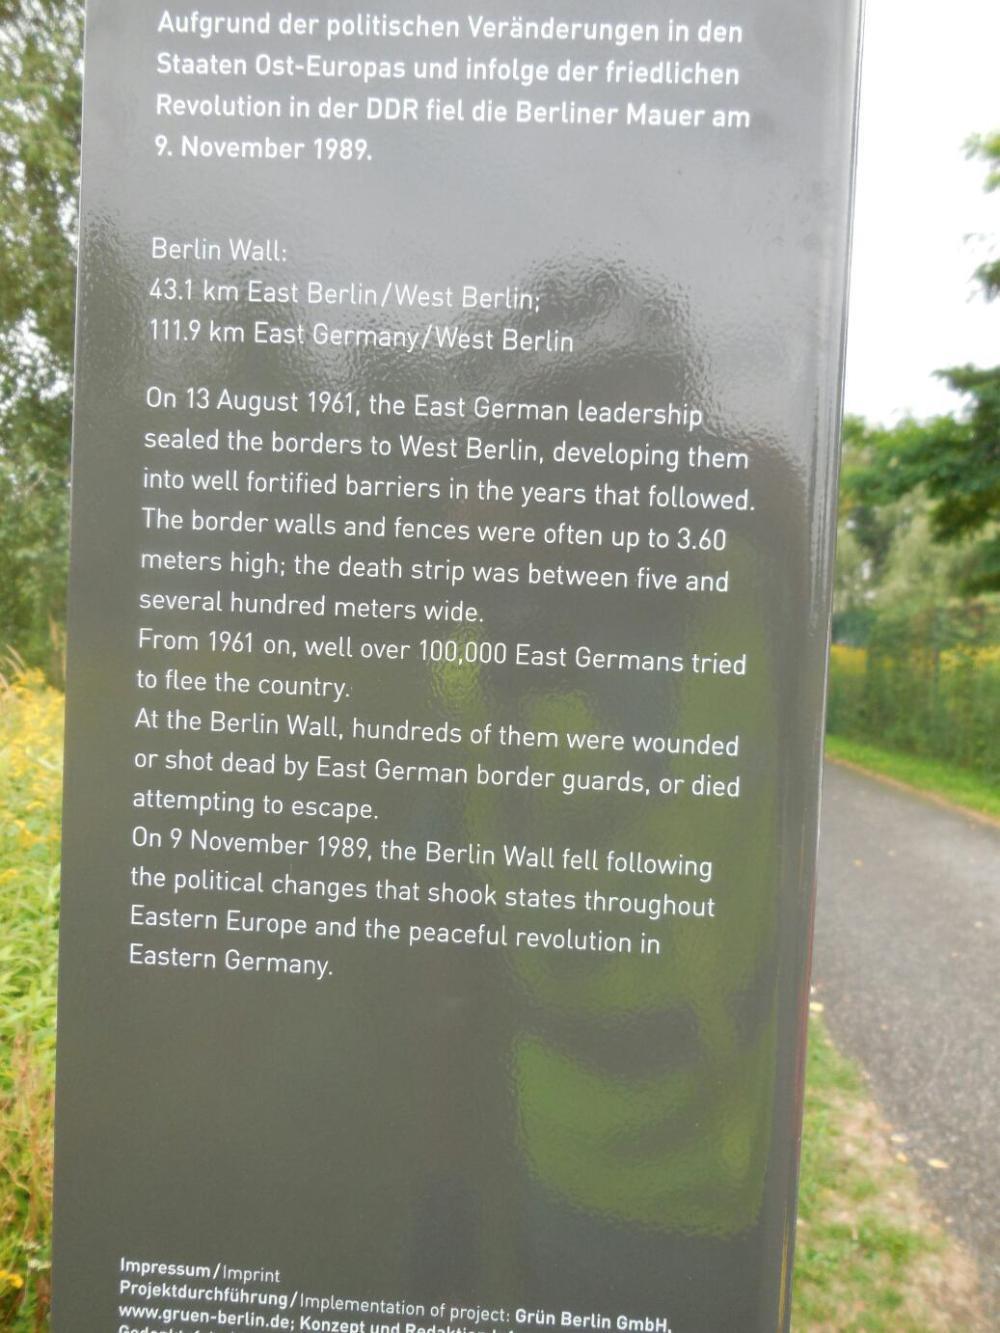 Aufgrund der politischen Veränderungen in den
Staaten Ost-Europas und infolge der friedlichen
Revolution in der DDR fiel die Berliner Mauer am
9. November 1989.
Berlin Wall:
43.1 km East Berlin/West Berlin;
111.9 km East Germany/West Berlin
On 13 August 1961, the East German leadership
sealed the borders to West Berlin, developing them
into well fortified barriers in the years that followed.
The border walls and fences were often up to 3.60
meters high; the death strip was between five and
several hundred meters wide.
From 1961 on, well over 100,000 East Germans tried
to flee the country.
At the Berlin Wall, hundreds of them were wounded
or shot dead by East German border guards, or died
attempting to escape.
On 9 November 1989, the Berlin Wall fell following
the political changes that shook states throughout
Eastern Europe and the peaceful revolution in
Eastern Germany.
Impressum/Imprint
Projektdurchführung/Implementation of project: Grün Berlin GmbH,
www.gruen-berlin.de; Konzept und